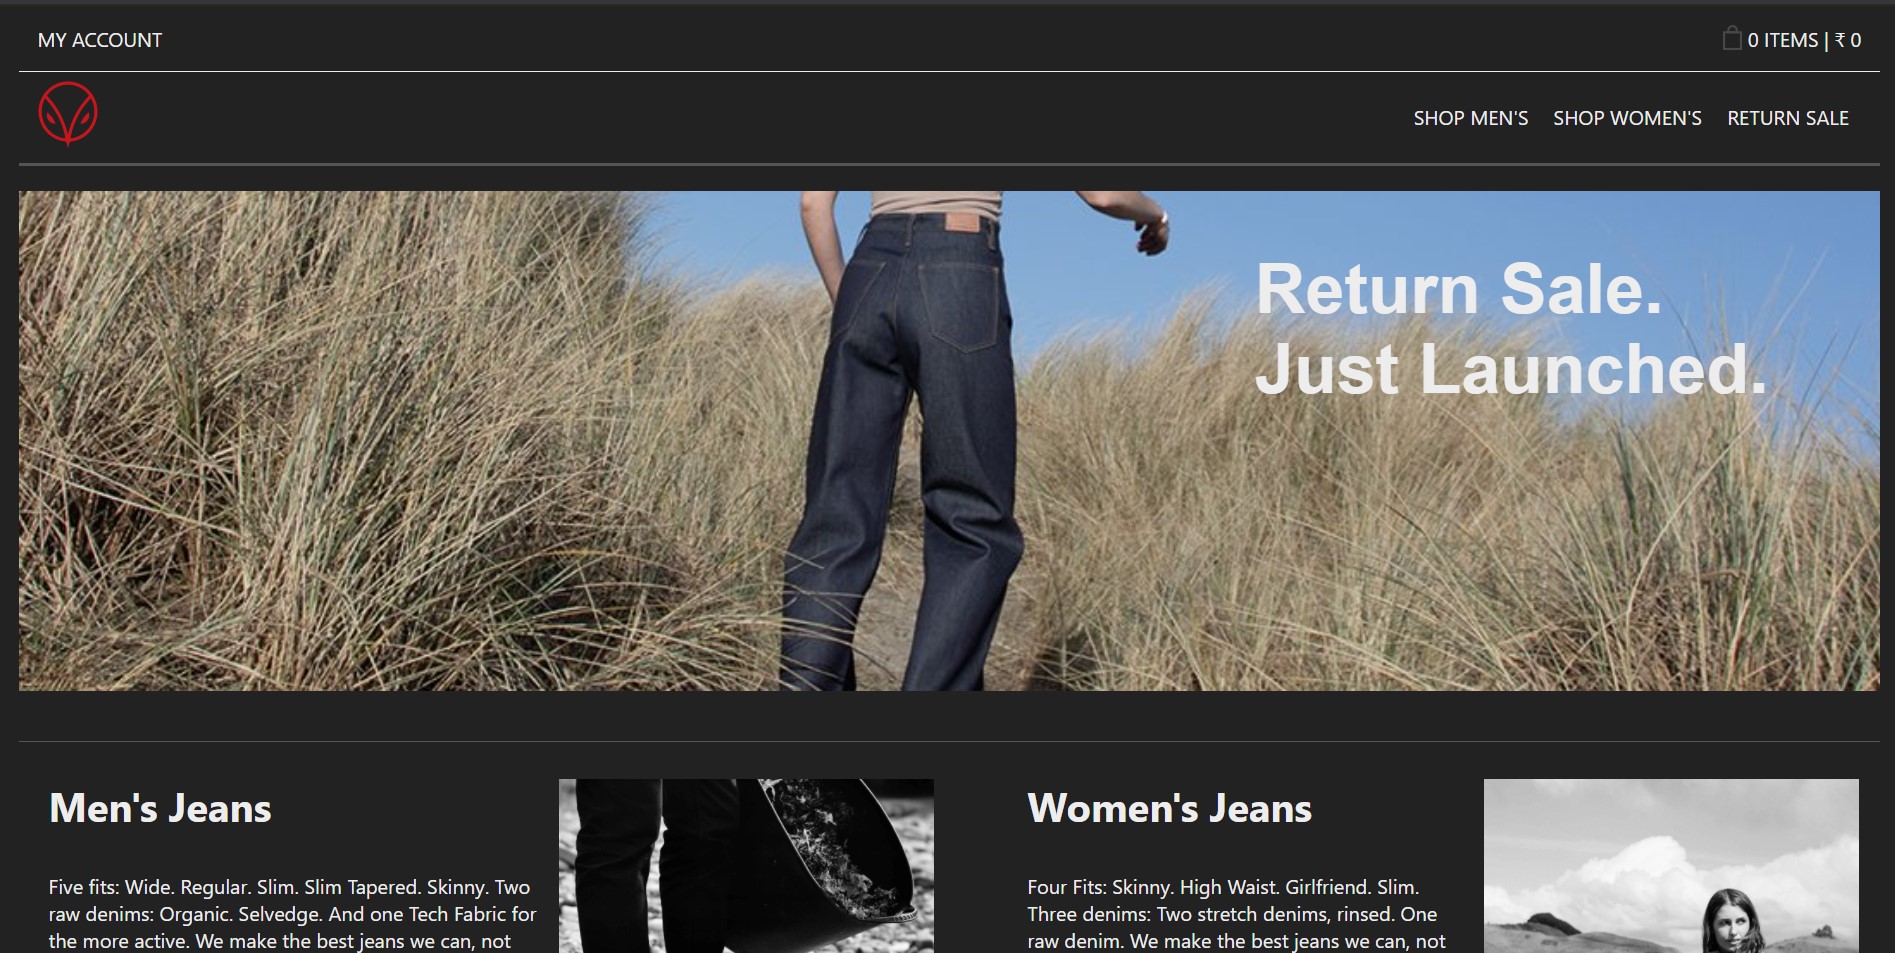 MY ACCOUNT
0 ITEMS | ₹ 0
SHOP MEN'S SHOP WOMEN'S RETURN SALE
Return Sale.
Just Launched.
Men's Jeans
Five fits: Wide. Regular. Slim. Slim Tapered. Skinny. Two
raw denims: Organic. Selvedge. And one Tech Fabric for
the more active. We make the best jeans we can, not
Women's Jeans
Four Fits: Skinny. High Waist. Girlfriend. Slim.
Three denims: Two stretch denims, rinsed. One
raw denim. We make the best jeans we can, not